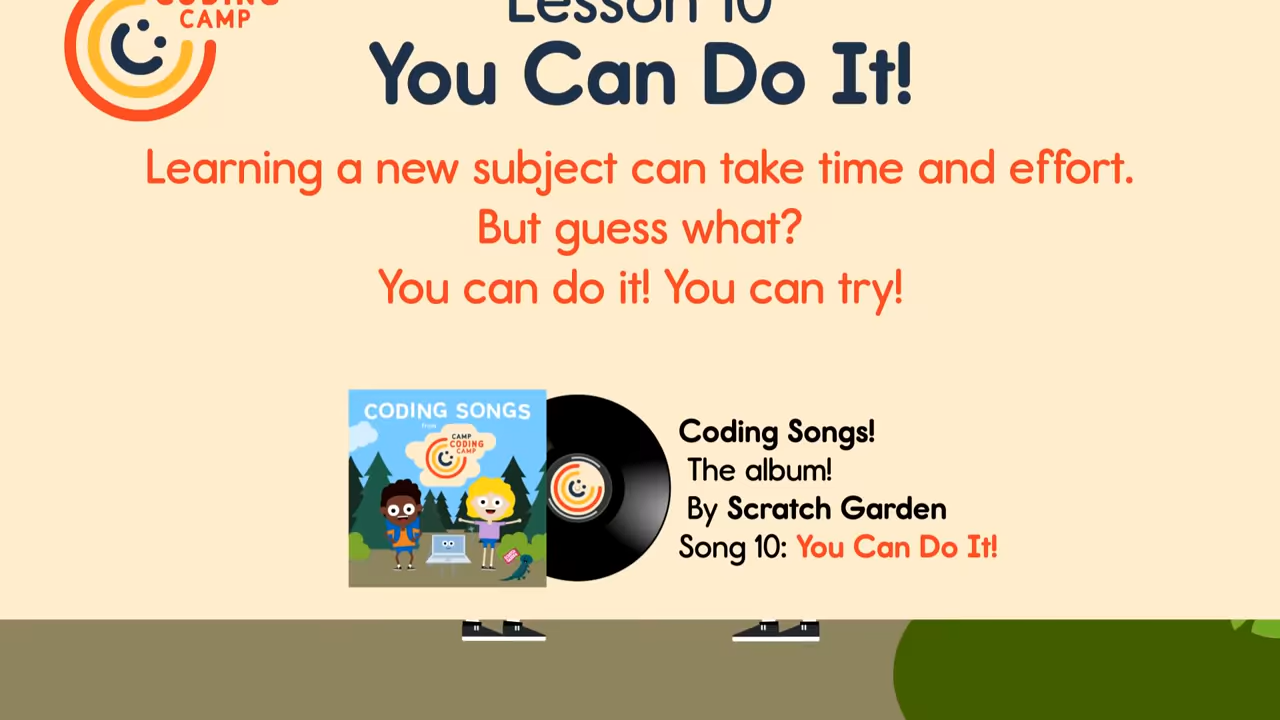 CODING
CAMP
Lesson 10
You Can Do It!
Learning a new subject can take time and effort.
But guess what?
You can do it! You can try!
CODING SONGS
from
CAMP
CODING
CAMP
Coding Songs!
The album!
By Scratch Garden
Song 10: You Can Do It!